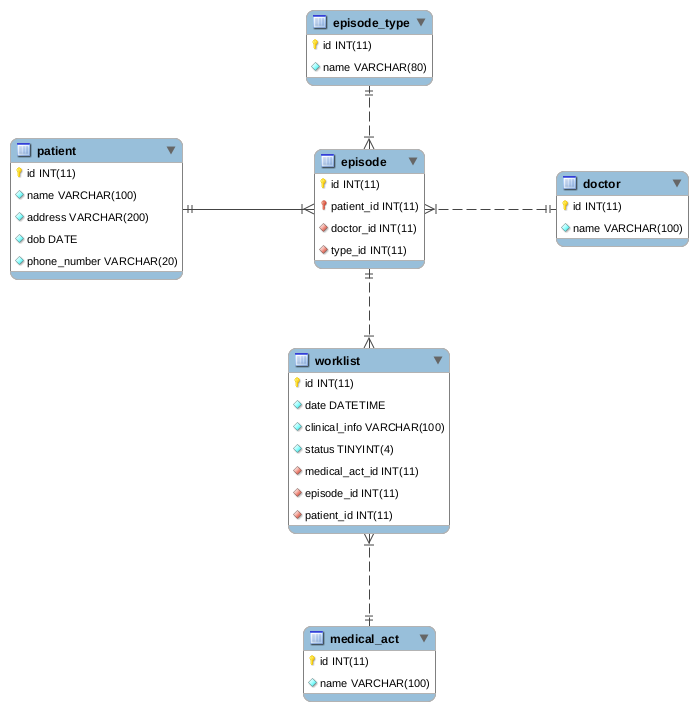 episode_type
id INT(11)
name VARCHAR(80)
patient
id INT(11)
name VARCHAR(100)
address VARCHAR(200)
dob DATE
phone_number VARCHAR(20)
episode
id INT(11)
patient_id INT(11)
doctor_id INT(11)
type_id INT(11)
doctor
id INT(11)
name VARCHAR(100)
worklist
id INT(11)
date DATETIME
clinical_info VARCHAR(100)
status TINYINT(4)
medical_act_id INT(11)
episode_id INT(11)
patient_id INT(11)
medical_act
id INT(11)
name VARCHAR(100)